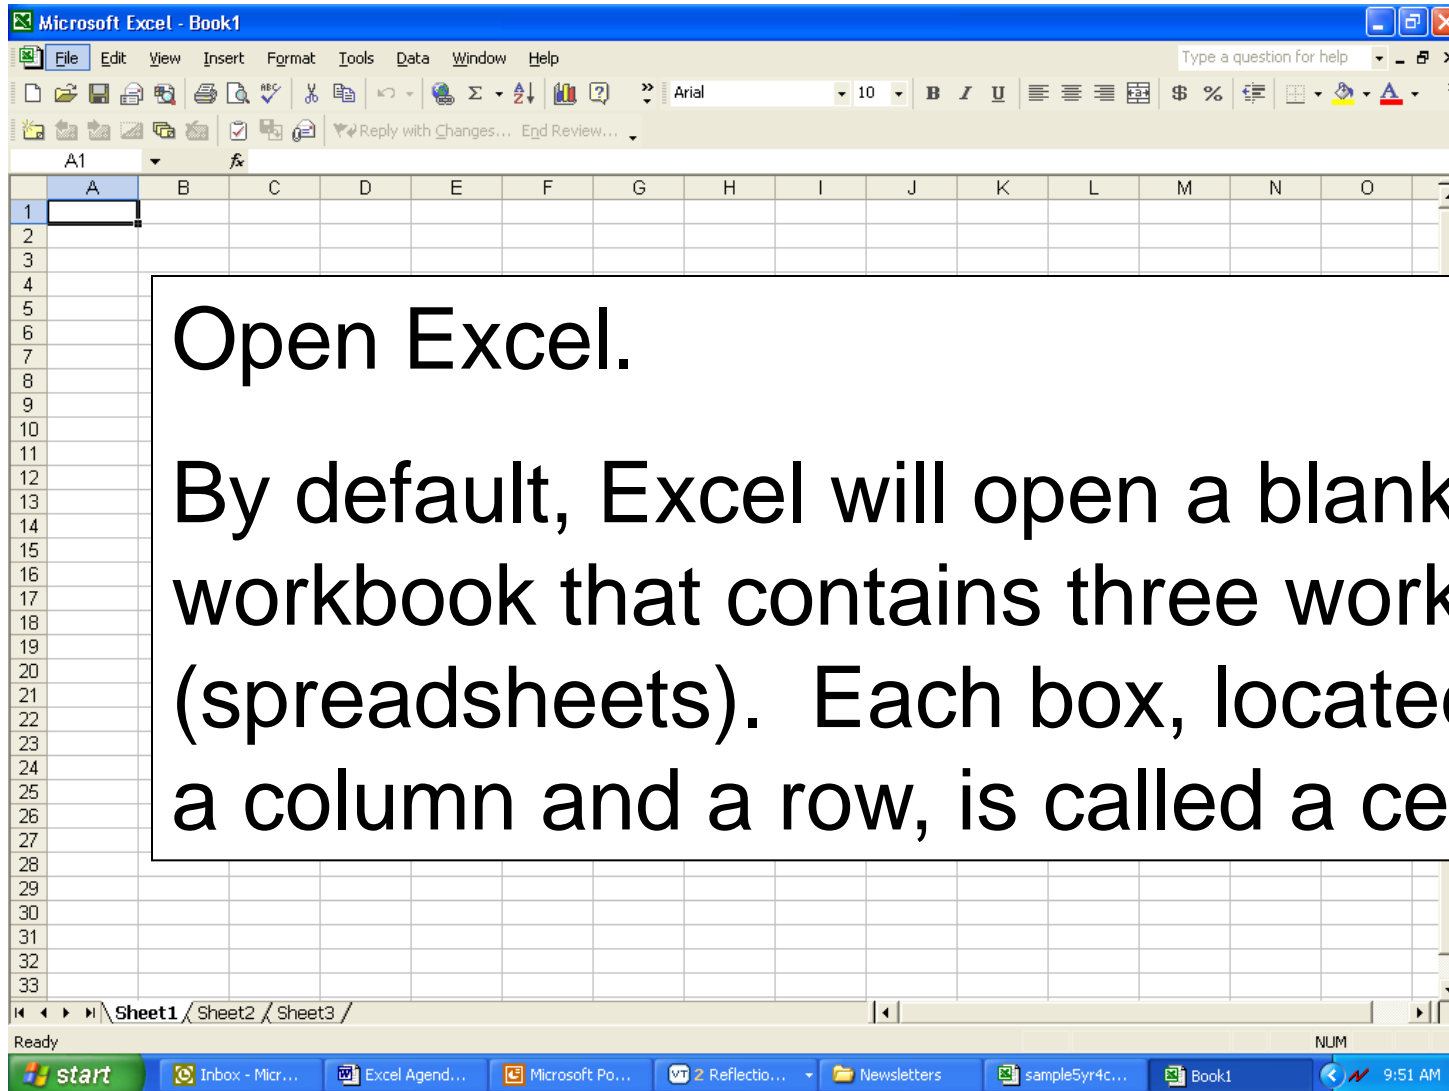 Microsoft Excel - Book1
File Edit View Insert Format Tools Data Window Help Type a question for help
Arial 10 B I U $ %
Reply with Changes... End Review...
A1 fx
A B C D E F G H I J K L M N O
1
2
3
4
5
6
7
8
9
10
11
12
13
14
15
16
17
18
19
20
21
22
23
24
25
26
27
28
29
30
31
32
33
Open Excel.
By default, Excel will open a blank
workbook that contains three work
(spreadsheets). Each box, located
a column and a row, is called a ce
Sheet1 Sheet2 Sheet3
Ready NUM
start Inbox - Micr... Excel Agend... Microsoft Po... 2 Reflectio... Newsletters sample5yr4c... Book1 9:51 AM